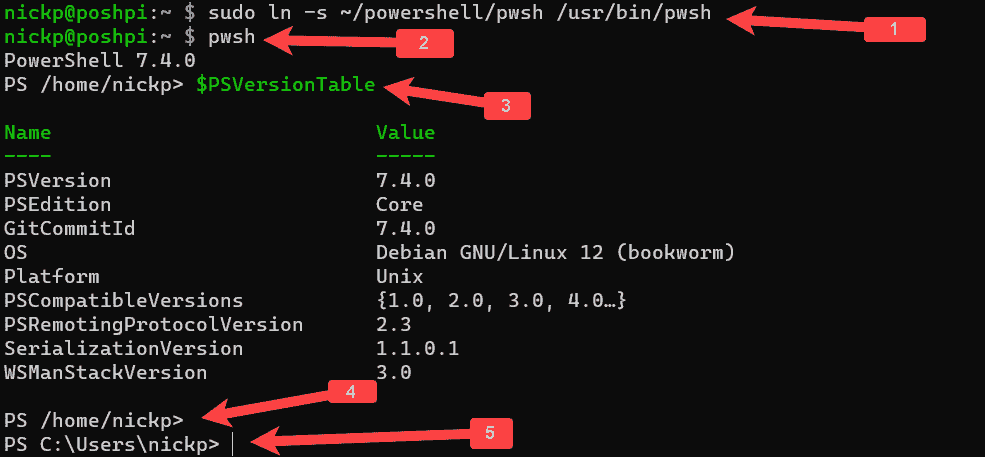 nickp@poshpi:~ $ sudo ln -s ~/powershell/pwsh /usr/bin/pwsh 1
nickp@poshpi:~ $ pwsh 2
PowerShell 7.4.0
PS /home/nickp> $PSVersionTable 3
Name Value
---- -----
PSVersion 7.4.0
PSEdition Core
GitCommitId 7.4.0
OS Debian GNU/Linux 12 (bookworm)
Platform Unix
PSCompatibleVersions {1.0, 2.0, 3.0, 4.0…}
PSRemotingProtocolVersion 2.3
SerializationVersion 1.1.0.1
WSManStackVersion 3.0
PS /home/nickp> 4
PS C:\Users\nickp> 5